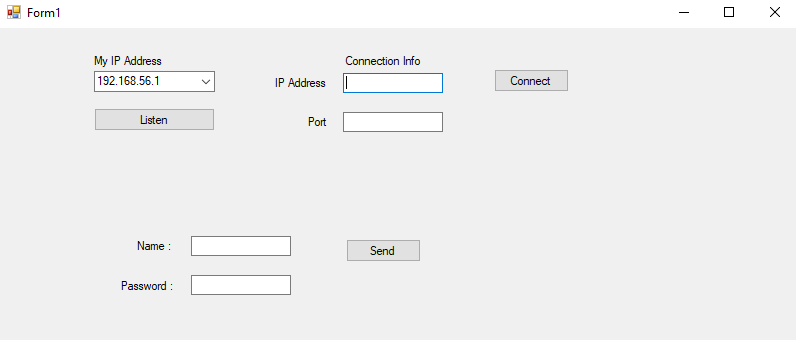 Form1
My IP Address
192.168.56.1
Listen
Connection Info
IP Address
Connect
Port
Name :
Send
Password :